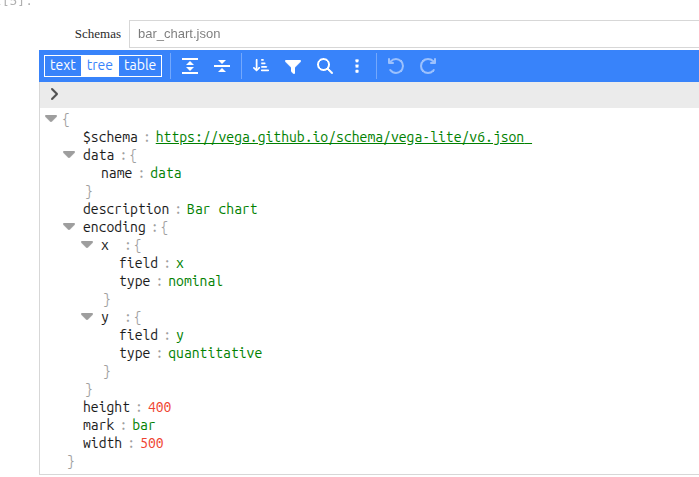 [5]:
Schemas bar_chart.json
text tree table
{
$schema : https://vega.github.io/schema/vega-lite/v6.json
data : {
name : data
}
description : Bar chart
encoding : {
x : {
field : x
type : nominal
}
y : {
field : y
type : quantitative
}
}
height : 400
mark : bar
width : 500
}